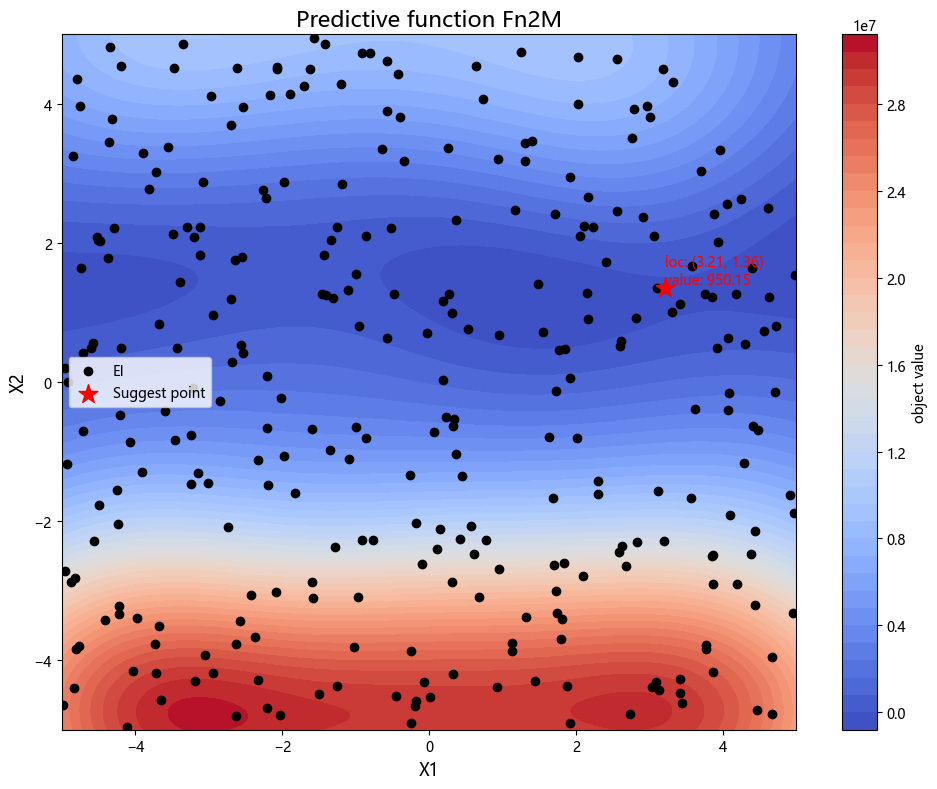 Predictive function Fn2M
1e7
4
2
0
−2
−4
X2
loc: (3.21, 1.36)
value: 950.15
EI
Suggest point
−4
−2
0
2
4
X1
2.8
2.4
2.0
1.6
1.2
0.8
0.4
0.0
object value